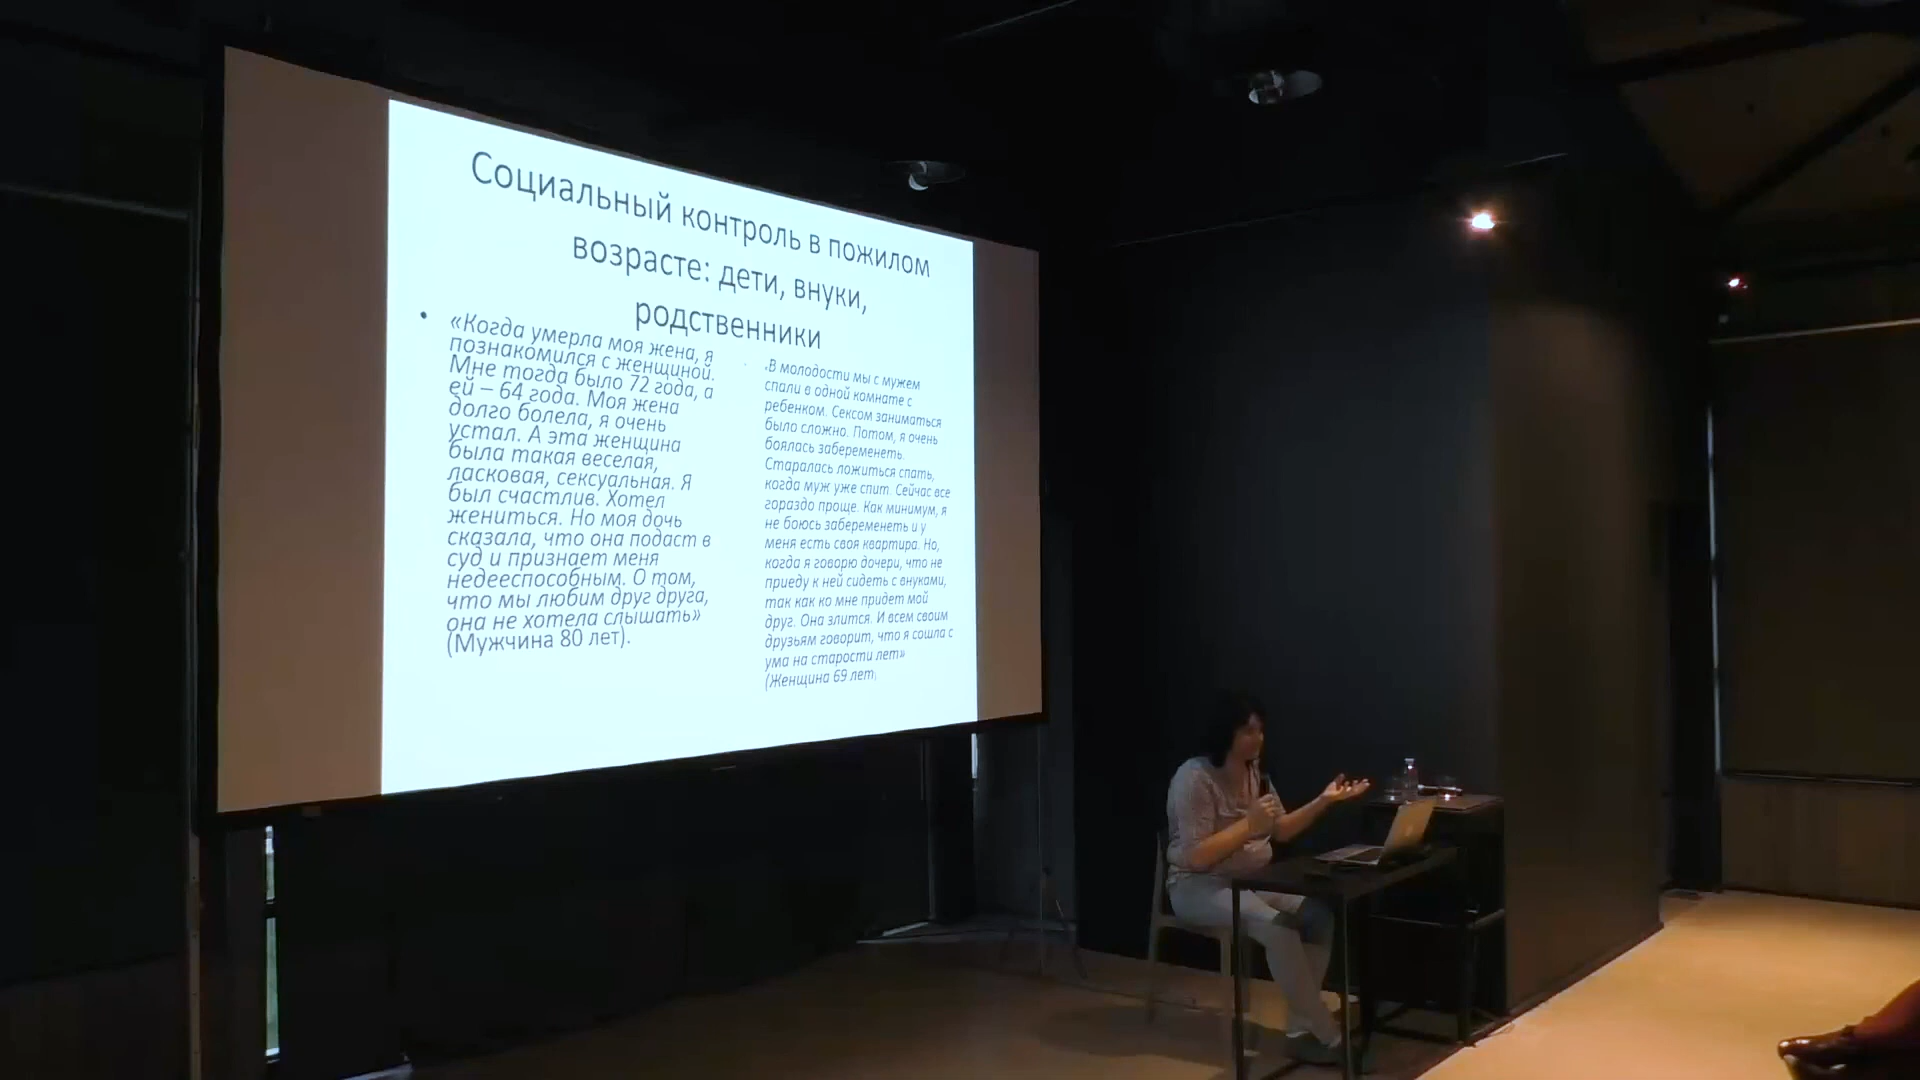 Социальный контроль в пожилом
возрасте: дети, внуки,
родственники
• «Когда умерла моя жена, я
познакомился с женщиной.
Мне тогда было 72 года, а
ей – 64 года. Моя жена
долго болела, я очень
устал. А эта женщина
была такая веселая,
ласковая, сексуальная. Я
был счастлив. Хотел
жениться. Но моя дочь
сказала, что она подаст в
суд и признает меня
недееспособным. О том,
что мы любим друг друга,
она не хотела слышать»
(Мужчина 80 лет).
«В молодости мы с мужем
спали в одной комнате с
ребенком. Сексом заниматься
было сложно. Потом, я очень
боялась забеременеть.
Старалась ложиться спать,
когда муж уже спит. Сейчас все
гораздо проще. Как минимум, я
не боюсь забеременеть и у
меня есть своя квартира. Но,
когда я говорю дочери, что не
приеду к ней сидеть с внуками,
так как ко мне придет мой
друг. Она злится. И всем своим
друзьям говорит, что я сошла с
ума на старости лет»
(Женщина 69 лет)